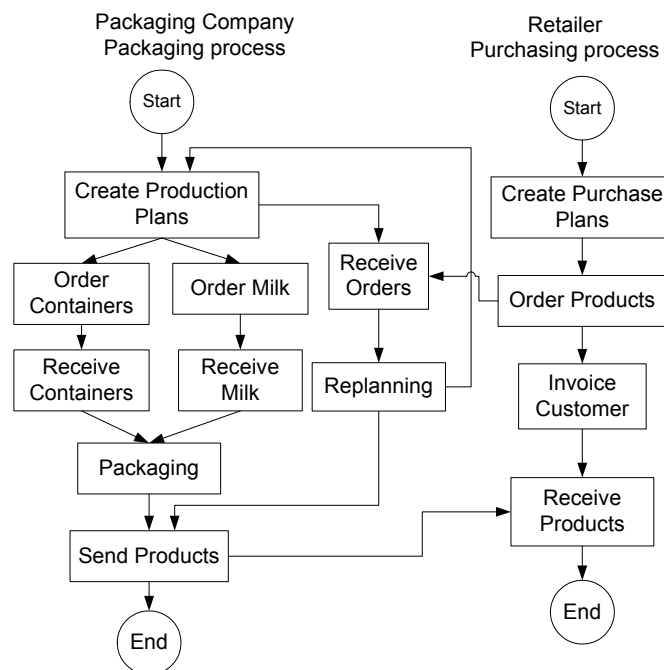 Packaging Company
Packaging process
Start
Create Production
Plans
Order
Containers
Order Milk
Receive
Orders
Receive
Containers
Receive
Milk
Replanning
Packaging
Send Products
End
Retailer
Purchasing process
Start
Create Purchase
Plans
Order Products
Invoice
Customer
Receive
Products
End